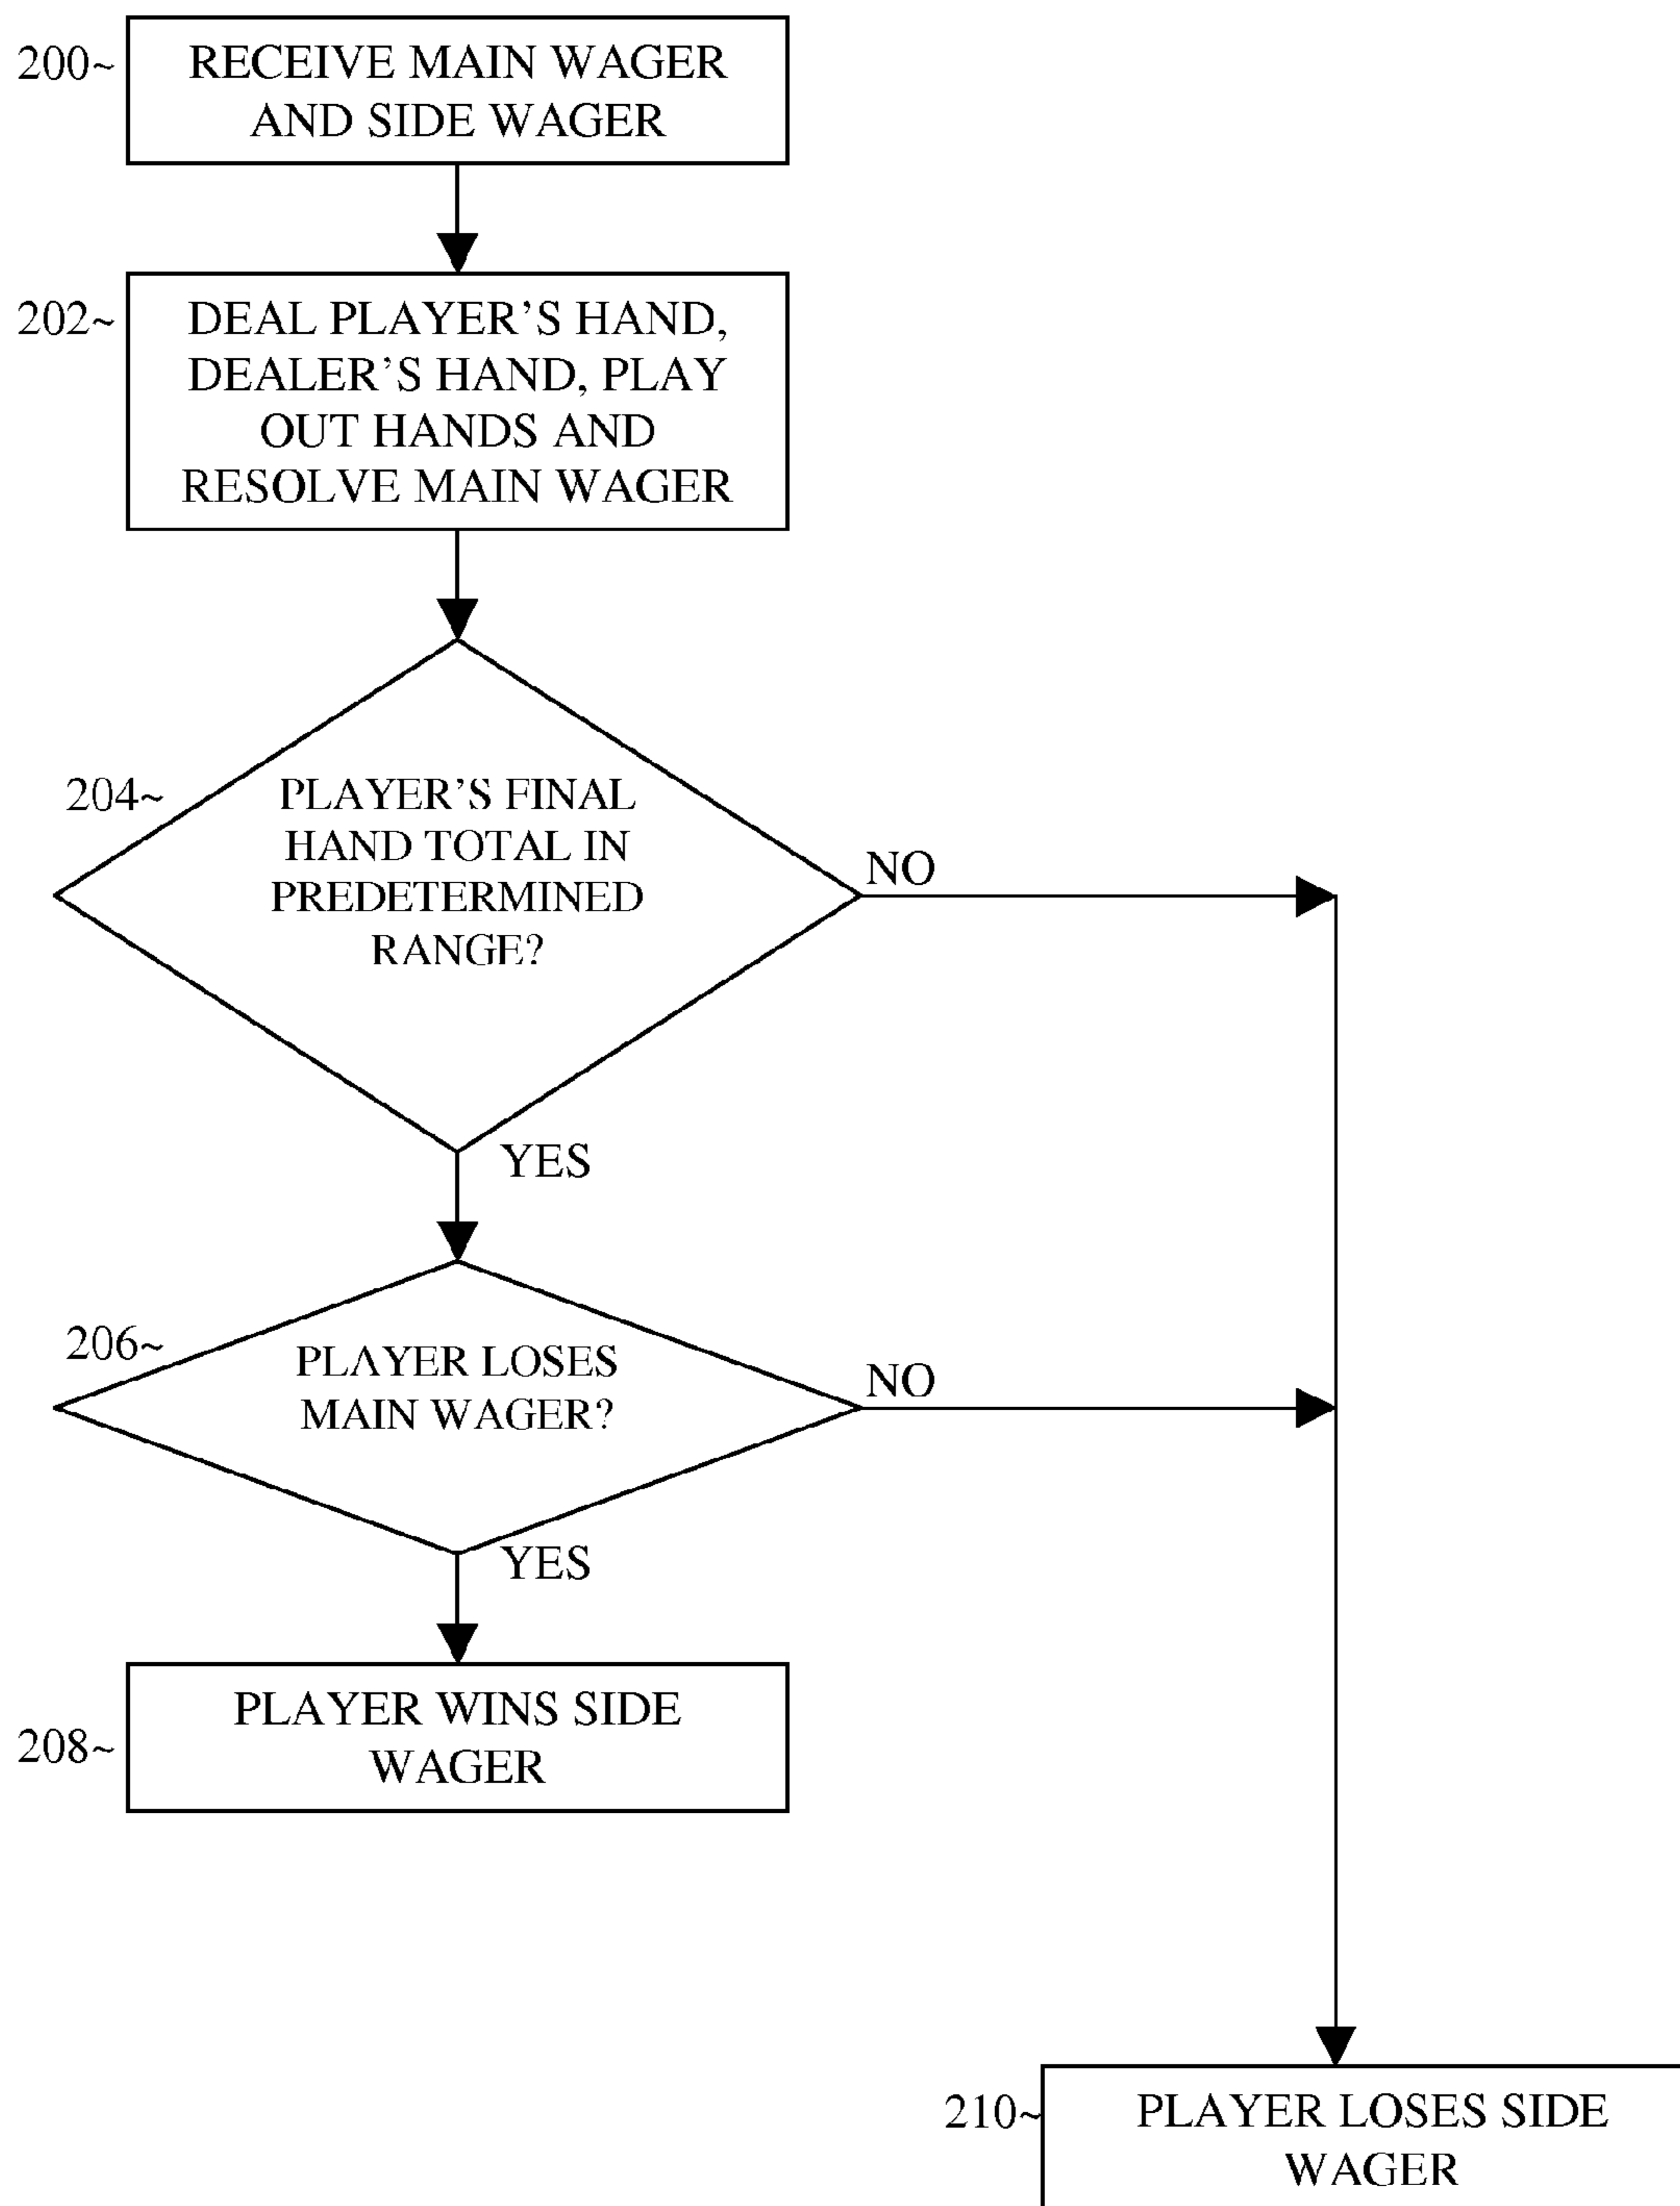 200~
RECEIVE MAIN WAGER
AND SIDE WAGER
202~
DEAL PLAYER’S HAND,
DEALER’S HAND, PLAY
OUT HANDS AND
RESOLVE MAIN WAGER
204~
PLAYER’S FINAL
HAND TOTAL IN
PREDETERMINED
RANGE?
NO
YES
206~
PLAYER LOSES
MAIN WAGER?
NO
YES
208~
PLAYER WINS SIDE
WAGER
210~
PLAYER LOSES SIDE
WAGER